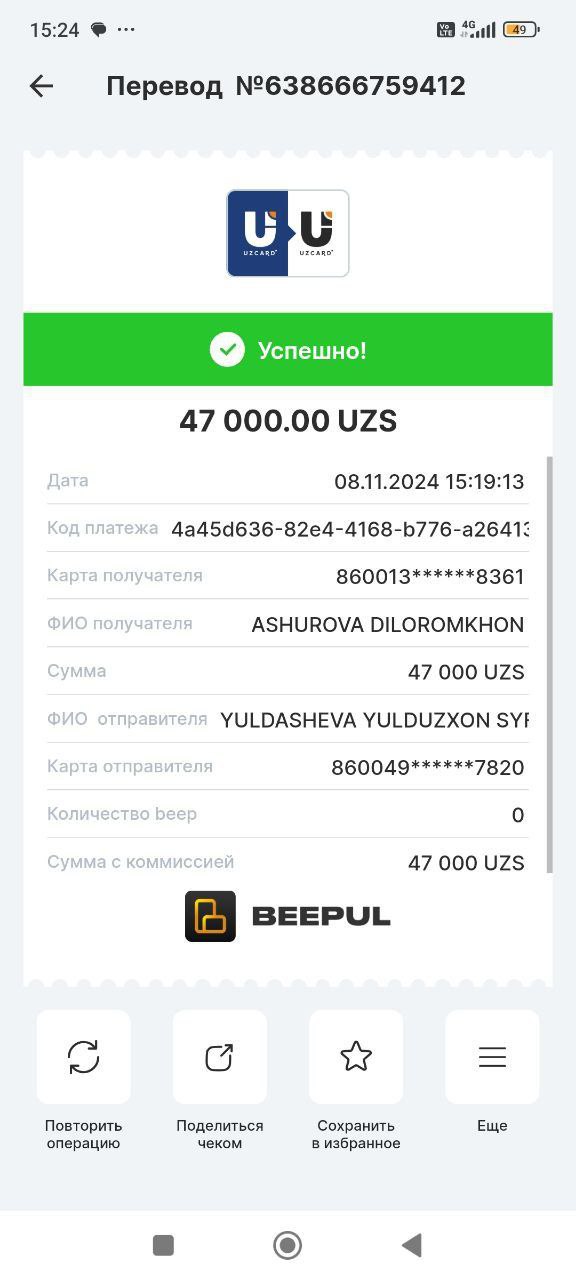 15:24
Vo LTE 4G 49
Перевод №638666759412
UZCARD UZCARD
Успешно!
47 000.00 UZS
Дата 08.11.2024 15:19:13
Код платежа 4a45d636-82e4-4168-b776-a26413
Карта получателя 860013******8361
ФИО получателя ASHUROVA DILOROMKHON
Сумма 47 000 UZS
ФИО отправителя YULDASHEVA YULDUZXON SYR
Карта отправителя 860049******7820
Количество beep 0
Сумма с коммиссией 47 000 UZS
BEEPUL
Повторить операцию
Поделиться чеком
Сохранить в избранное
Еще